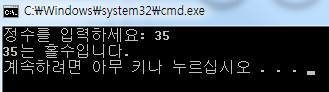 C:\Windows\system32\cmd.exe
정수를 입력하세요: 35
35는 홀수입니다.
계속하려면 아무 키나 누르십시오 . . .